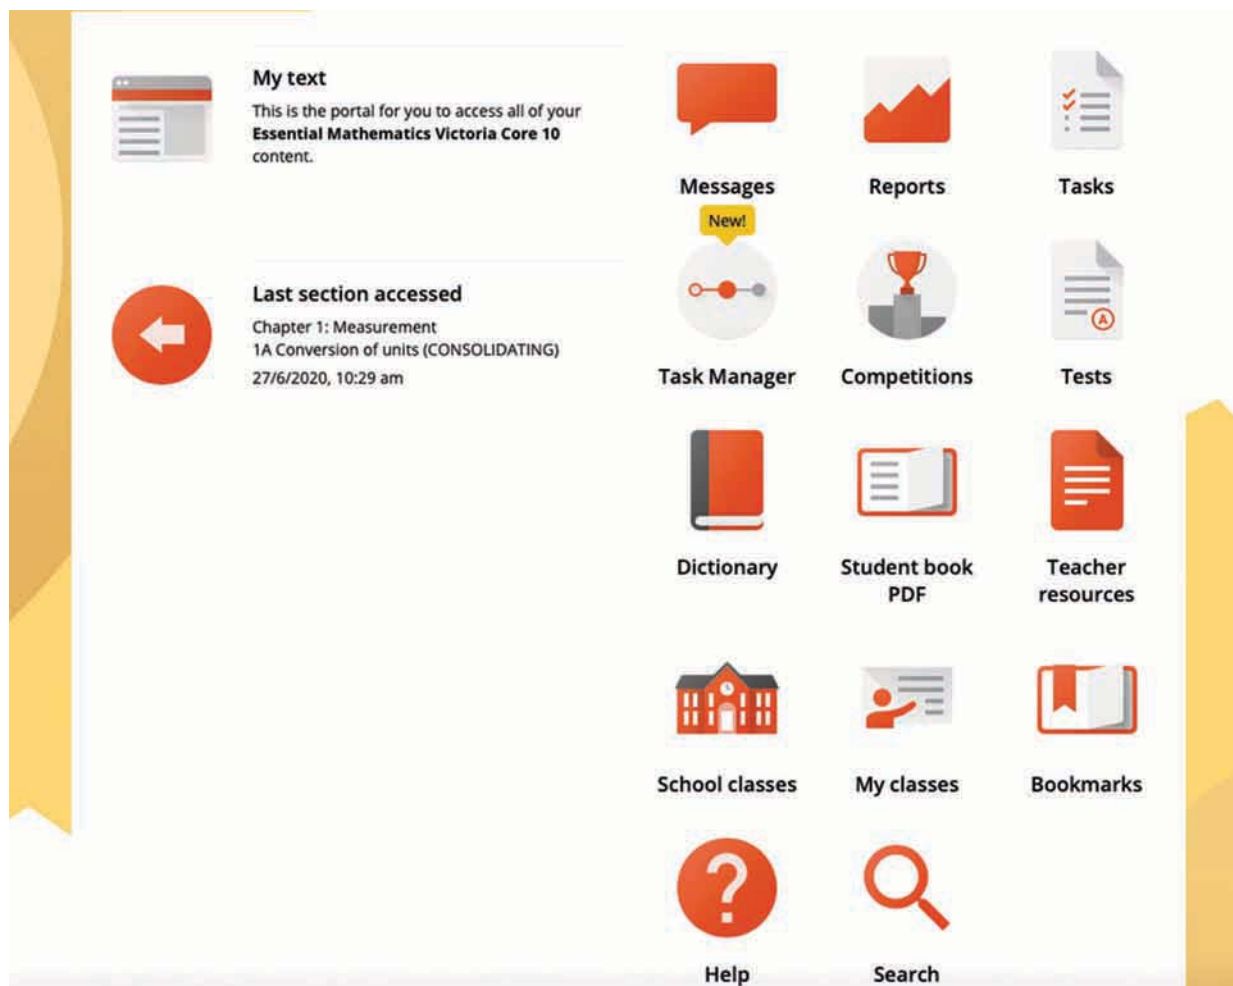 My text
This is the portal for you to access all of your
Essential Mathematics Victoria Core 10
content.
Last section accessed
Chapter 1: Measurement
1A Conversion of units (CONSOLIDATING)
27/6/2020, 10:29 am
Messages
Reports
Tasks
New!
Task Manager
Competitions
A
Tests
Dictionary
Student book
PDF
Teacher
resources
School classes
My classes
Bookmarks
?
Help
Search